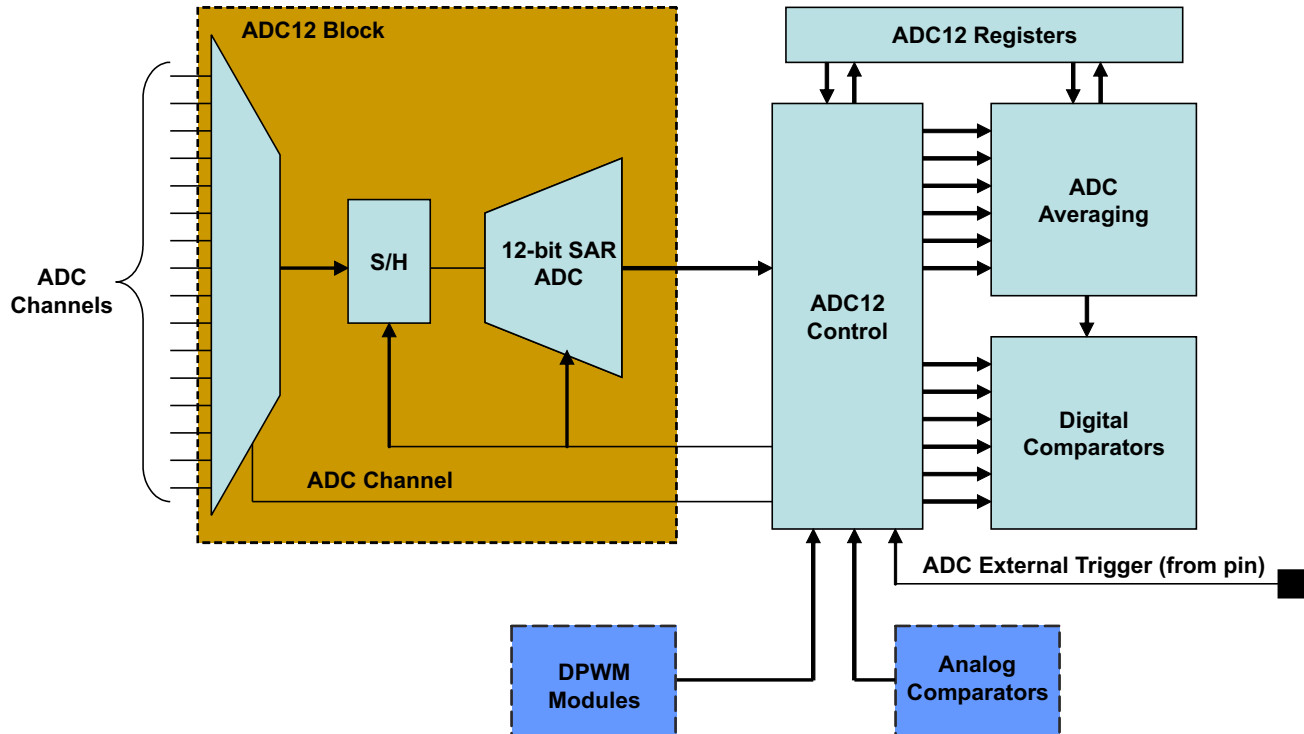 ADC12 Block
ADC12 Registers
ADC
Channels
S/H
12-bit SAR
ADC
ADC Channel
ADC12
Control
ADC
Averaging
Digital
Comparators
ADC External Trigger (from pin)
DPWM
Modules
Analog
Comparators